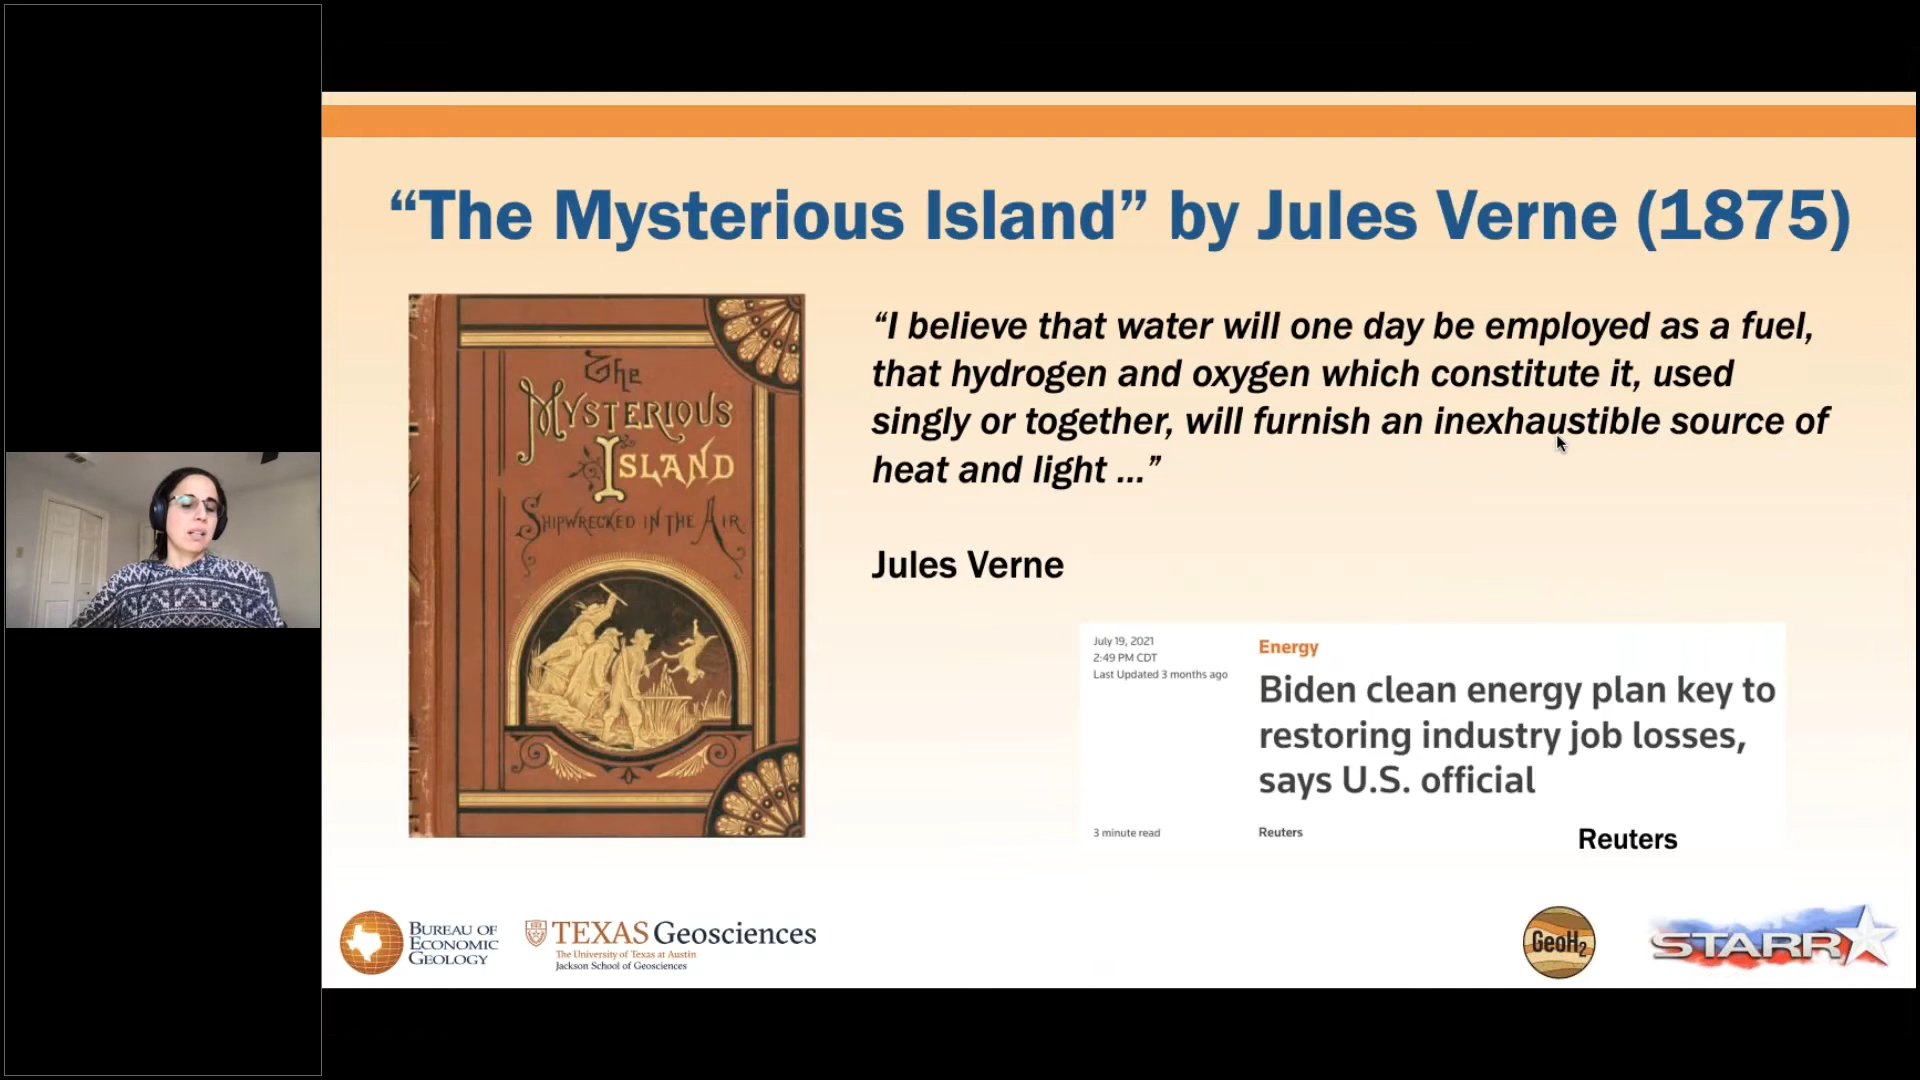 “The Mysterious Island” by Jules Verne (1875)
The
MYSTERIOUS
ISLAND
SHIPWRECKED IN THE AIR
“I believe that water will one day be employed as a fuel,
that hydrogen and oxygen which constitute it, used
singly or together, will furnish an inexhaustible source of
heat and light ...”
Jules Verne
July 19, 2021
2:49 PM CDT
Last Updated 3 months ago
Energy
Biden clean energy plan key to
restoring industry job losses,
says U.S. official
3 minute read
Reuters
Reuters
BUREAU OF
ECONOMIC
GEOLOGY
TEXAS Geosciences
The University of Texas at Austin
Jackson School of Geosciences
GeoH2
STARR